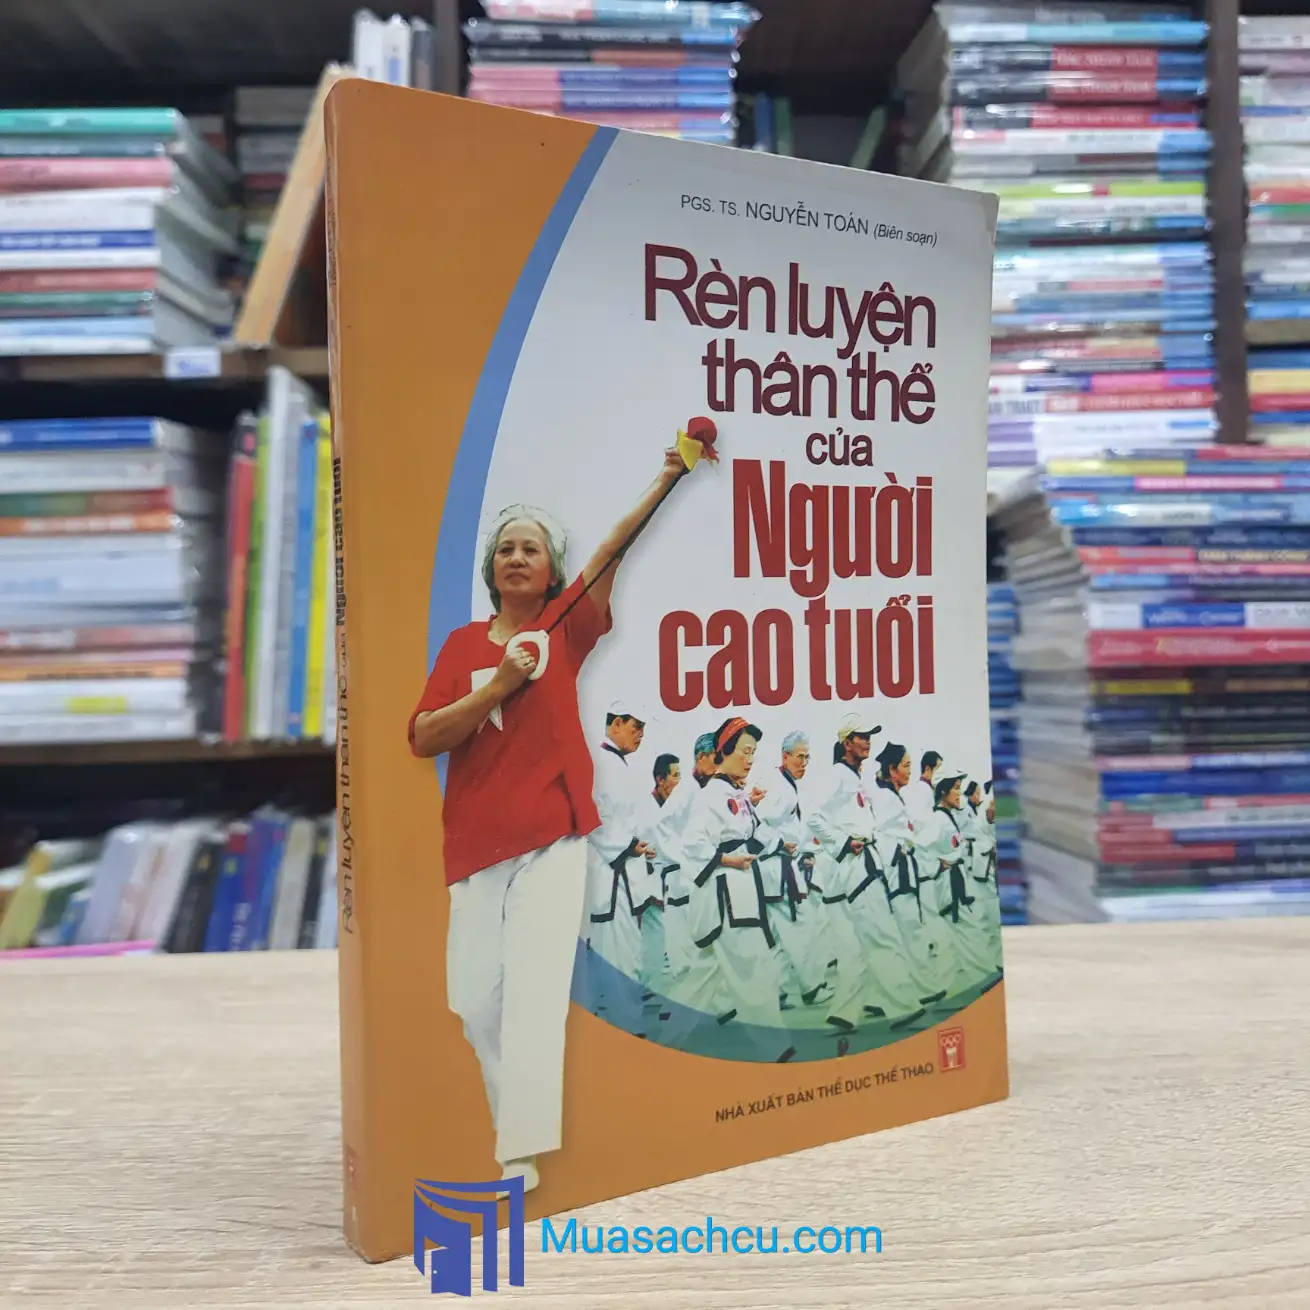 PGS. TS. NGUYỄN TOÁN (Biên soạn)
Rèn luyện
thân thể
của
Người
cao tuổi
NHÀ XUẤT BẢN THỂ DỤC THỂ THAO
Rèn luyện thân thể của Người cao tuổi
Muasachcu.com